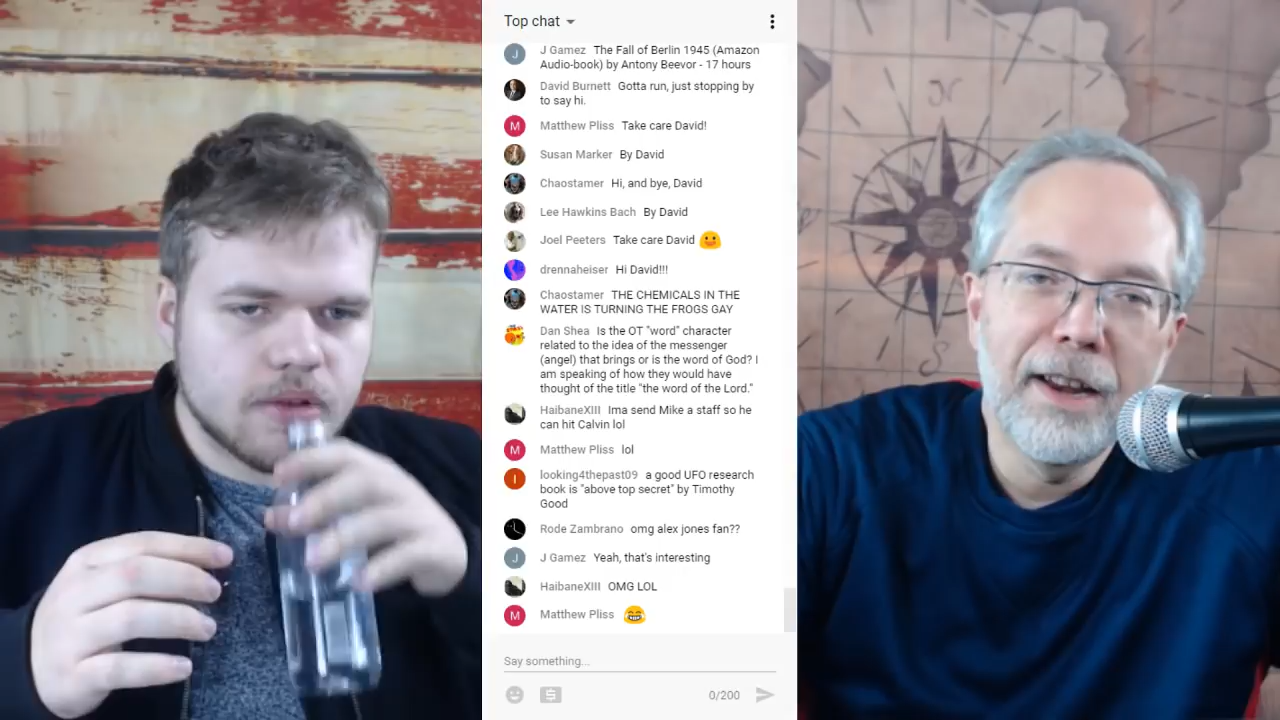 Top chat
J Gamez The Fall of Berlin 1945 (Amazon
Audio-book) by Antony Beevor - 17 hours
David Burnett Gotta run, just stopping by
to say hi.
M Matthew Pliss Take care David!
Susan Marker By David
Chaostamer Hi, and bye, David
Lee Hawkins Bach By David
Joel Peeters Take care David
drennaheiser Hi David!!!
Chaostamer THE CHEMICALS IN THE
WATER IS TURNING THE FROGS GAY
Dan Shea Is the OT "word" character
related to the idea of the messenger
(angel) that brings or is the word of God? I
am speaking of how they would have
thought of the title "the word of the Lord."
HaibaneXIII Ima send Mike a staff so he
can hit Calvin lol
M Matthew Pliss lol
l looking4thepast09 a good UFO research
book is "above top secret" by Timothy
Good
Rode Zambrano omg alex jones fan??
J J Gamez Yeah, that's interesting
HaibaneXIII OMG LOL
M Matthew Pliss 😂
Say something...
0/200
N
S